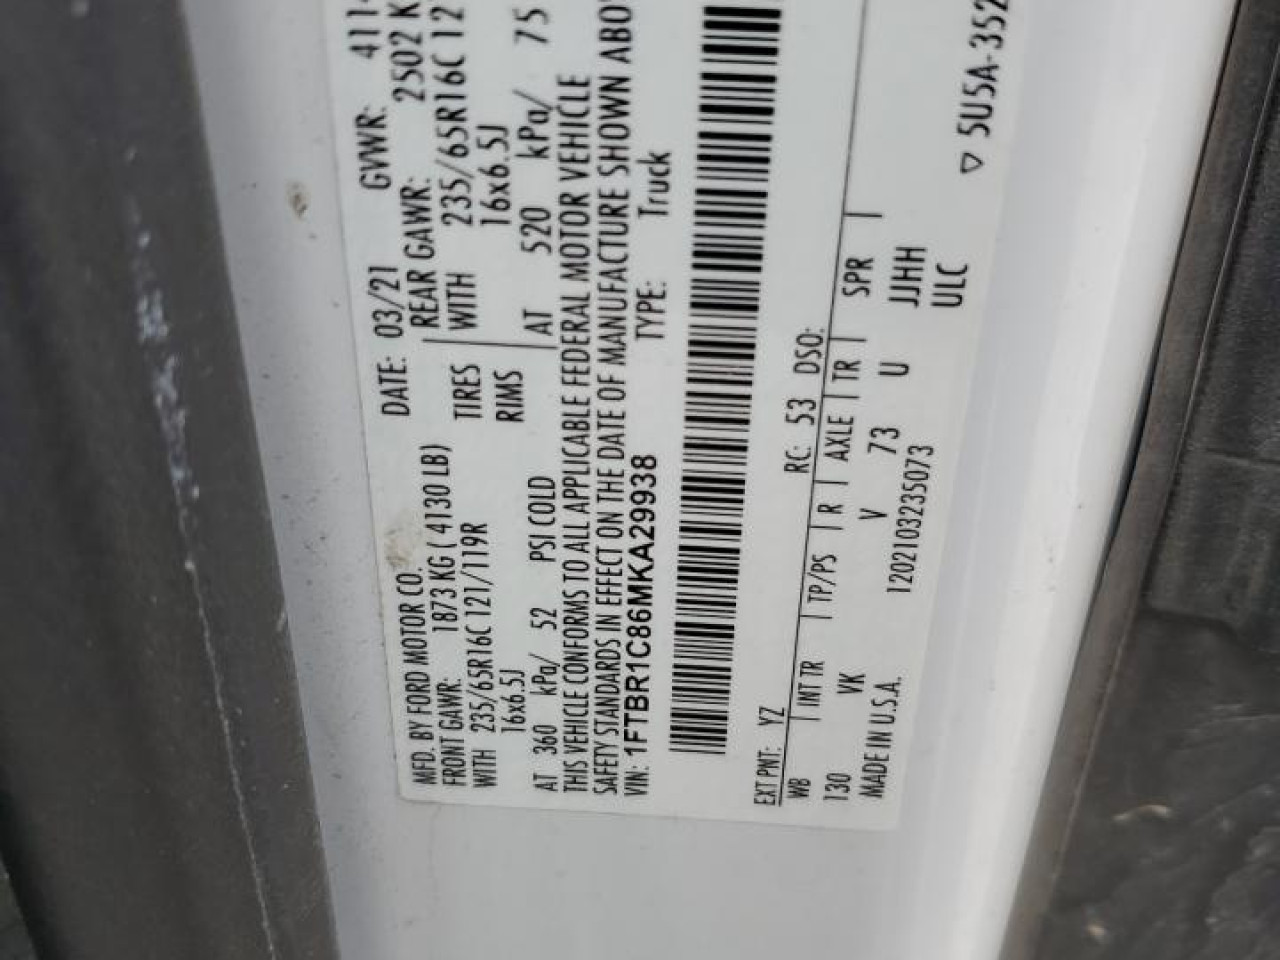 MFD. BY FORD MOTOR CO. DATE: 03/21 GVWR:
FRONT GAWR: 1873 KG ( 4130 LB) REAR GAWR: 2502 K
WITH 235/65R16C 121/119R TIRES WITH 235/65R16C 12
16x6.5J RIMS 16x6.5J
AT 360 kPa/ 52 PSI COLD AT 520 kPa/ 75
THIS VEHICLE CONFORMS TO ALL APPLICABLE FEDERAL MOTOR VEHICLE
SAFETY STANDARDS IN EFFECT ON THE DATE OF MANUFACTURE SHOWN ABO
VIN: 1FTBR1C86MKA29938 TYPE: Truck
EXT PNT: YZ RC: 53 DSO:
WB | INT TR | TP/PS | R | AXLE | TR | SPR |
130 VK V 73 U JJHH
MADE IN U.S.A. 1202103235073 ULC
▽ 5U5A-352